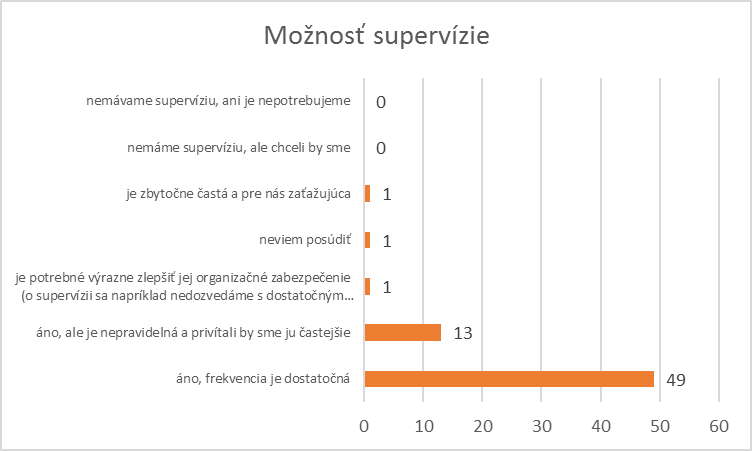 Možnosť supervízie
nemávame supervíziu, ani je nepotrebujeme
0
nemáme supervíziu, ale chceli by sme
0
je zbytočne častá a pre nás zaťažujúca
1
neviem posúdiť
1
je potrebné výrazne zlepšiť jej organizačné zabezpečenie
(o supervízii sa napríklad nedozvedáme s dostatočným...
1
áno, ale je nepravidelná a privítali by sme ju častejšie
13
áno, frekvencia je dostatočná
49
0 10 20 30 40 50 60